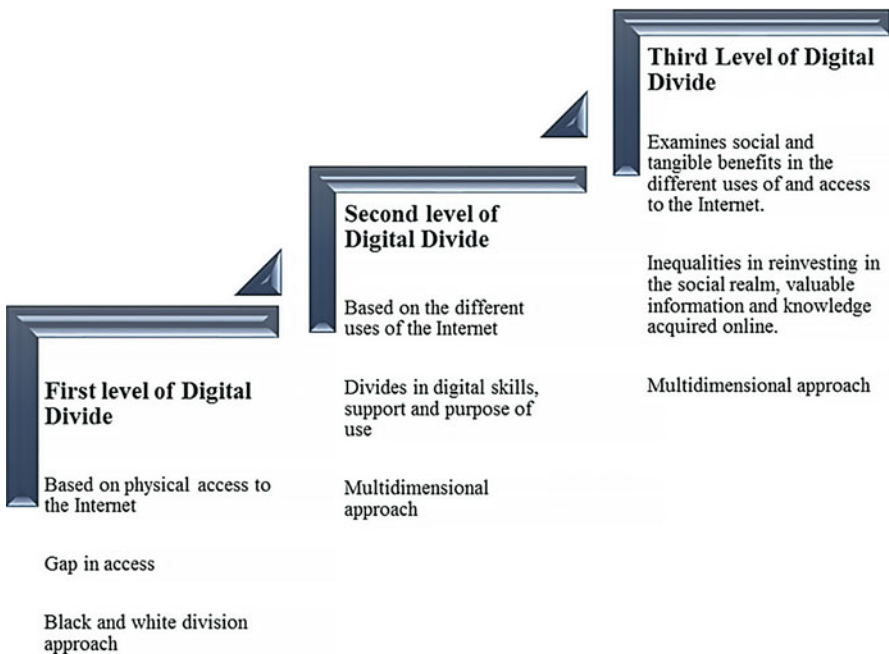 First level of Digital
Divide
Based on physical access to
the Internet
Gap in access
Black and white division
approach
Second level of
Digital Divide
Based on the different
uses of the Internet
Divides in digital skills,
support and purpose of
use
Multidimensional
approach
Third Level of Digital
Divide
Examines social and
tangible benefits in the
different uses of and access
to the Internet.
Inequalities in reinvesting in
the social realm, valuable
information and knowledge
acquired online.
Multidimensional approach